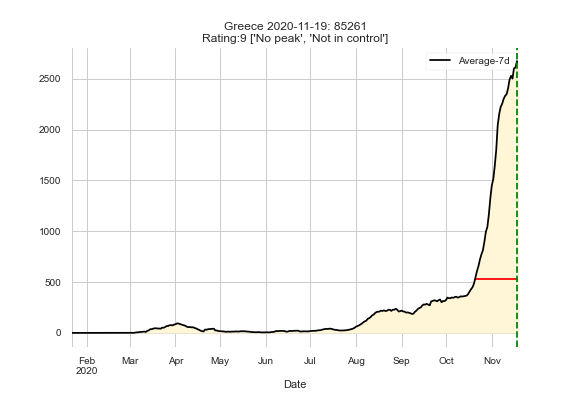 Greece 2020-11-19: 85261
Rating:9 ['No peak', 'Not in control']
Average-7d
2500
2000
1500
1000
500
0
Feb Mar Apr May Jun Jul Aug Sep Oct Nov
2020
Date